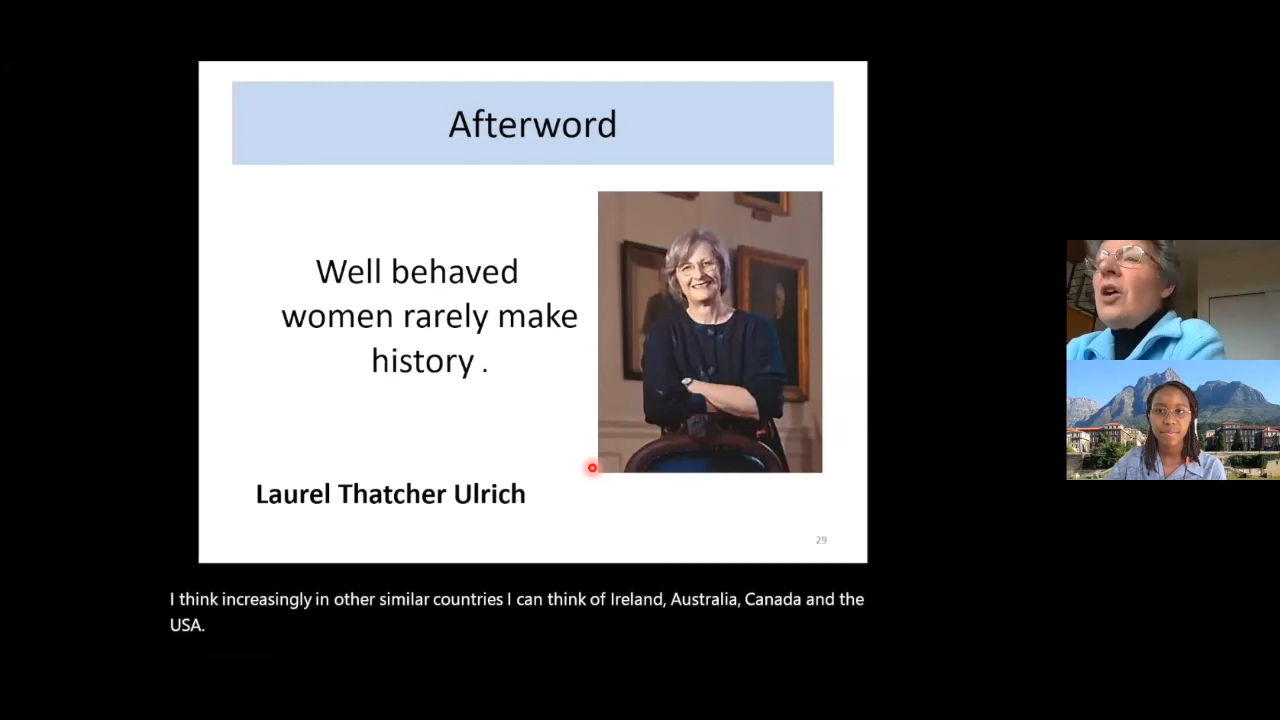 Afterword
Well behaved
women rarely make
history .
Laurel Thatcher Ulrich
29
I think increasingly in other similar countries I can think of Ireland, Australia, Canada and the
USA.